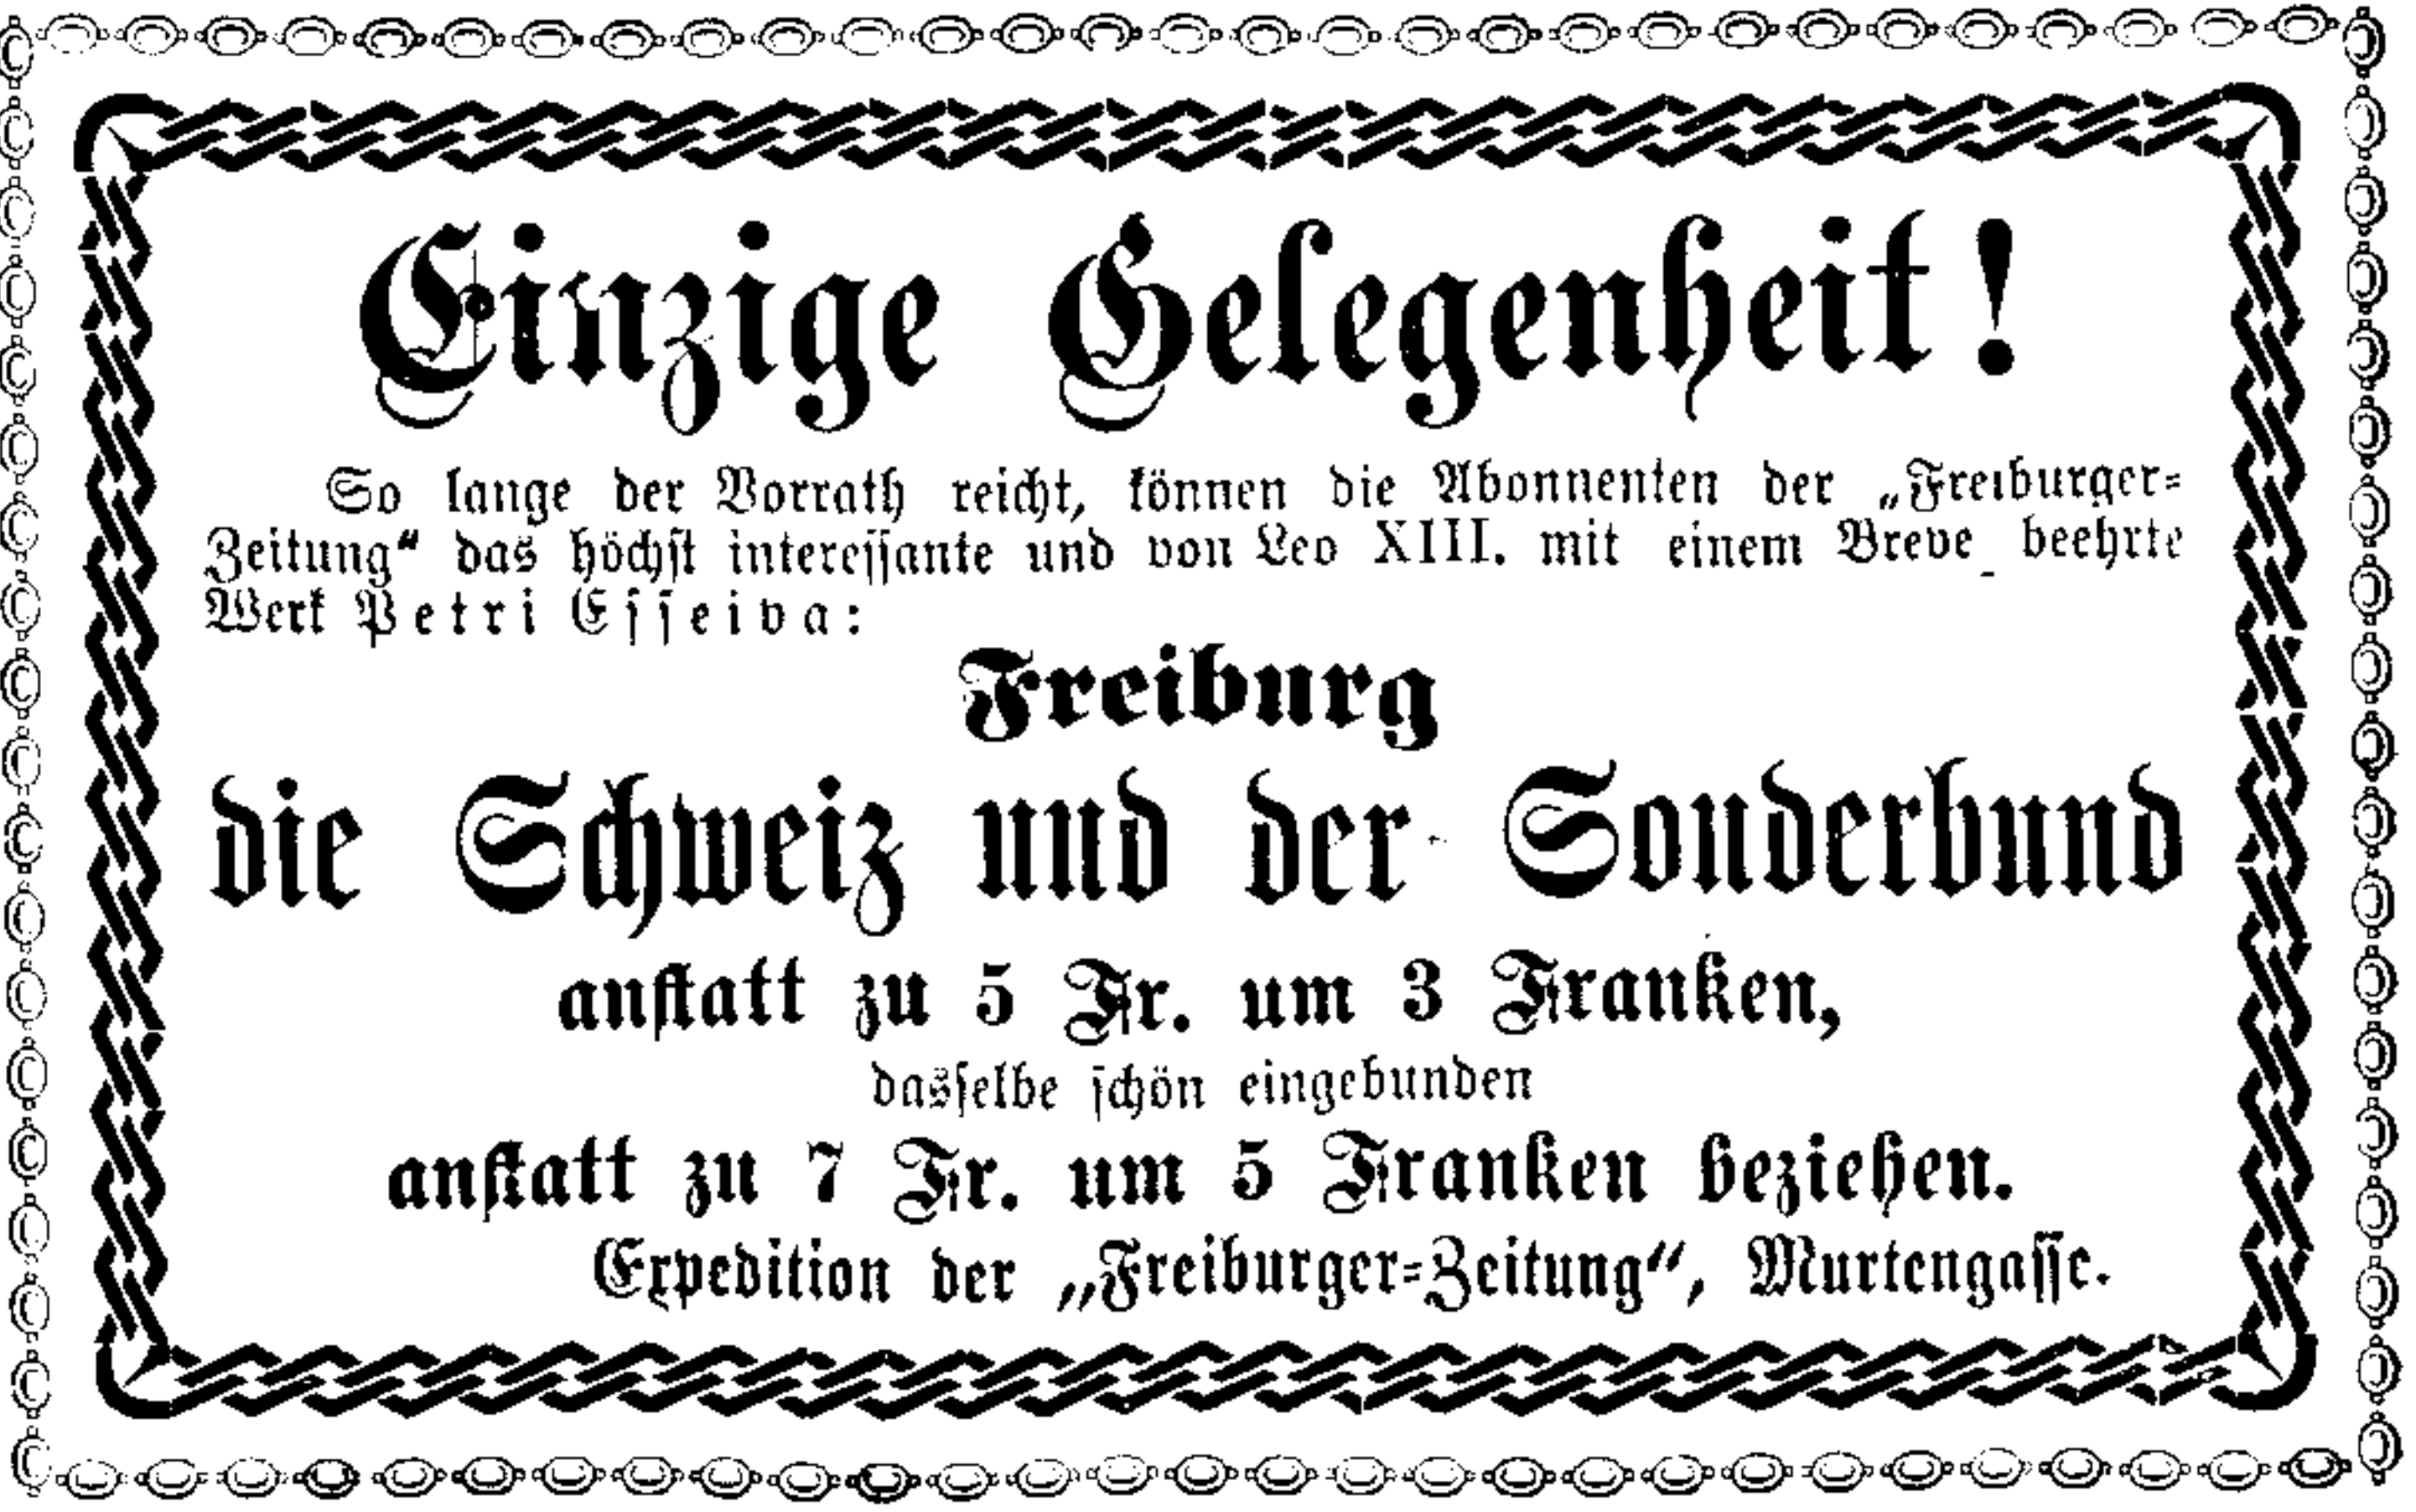 Einzige Gelegenheit!
So lange der Vorrath reicht, können die Abonnenten der „Freiburger-
Zeitung“ das höchst interessante und von Leo XIII. mit einem Breve beehrte
Werk Petri Esseiva:
Freiburg
die Schweiz und der Sonderbund
anstatt zu 5 Fr. um 3 Franken,
dasselbe schön eingebunden
anstatt zu 7 Fr. um 5 Franken beziehen.
Expedition der „Freiburger-Zeitung“, Murtengasse.